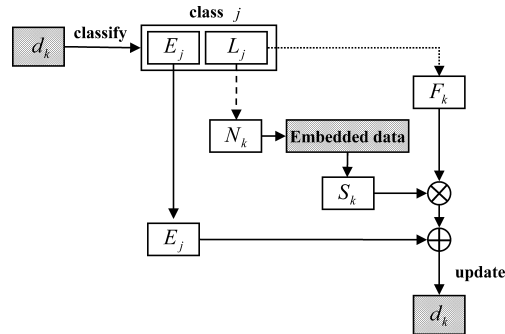 class j
d_k
classify
E_j
L_j
F_k
N_k
Embedded data
S_k
E_j
update
d_k